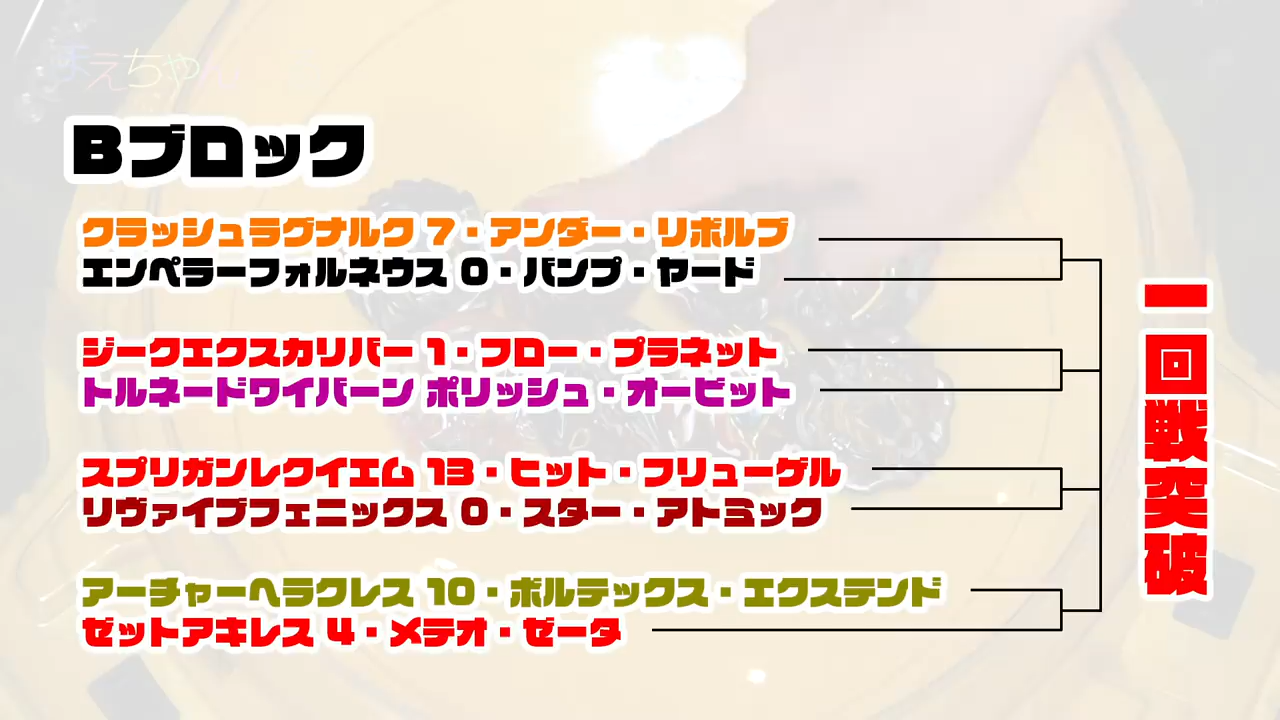 まえちゃん
Bブロック
クラッシュラグナルク 7・アンダー・リボルブ
エンペラーフォルネウス 0・バンプ・ヤード
ジークエクスカリバー 1・フロー・プラネット
トルネードワイバーン ポリッシュ・オービット
スプリガンレクイエム 13・ヒット・フリューゲル
リヴァイブフェニックス 0・スター・アトミック
アーチャーヘラクレス 10・ボルテックス・エクステンド
ゼットアキレス 4・メテオ・ゼータ
一回戦突破